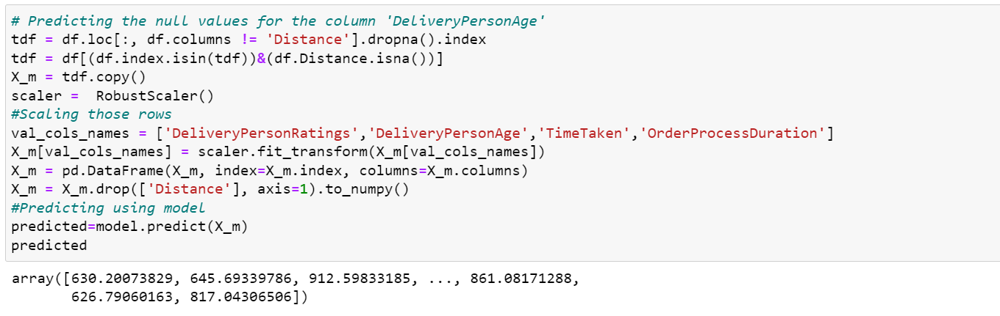 # Predicting the null values for the column 'DeliveryPersonAge'
tdf = df.loc[:, df.columns != 'Distance'].dropna().index
tdf = df[(df.index.isin(tdf))&(df.Distance.isna())]
X_m = tdf.copy()
scaler =  RobustScaler()
#Scaling those rows
val_cols_names = ['DeliveryPersonRatings','DeliveryPersonAge','TimeTaken','OrderProcessDuration']
X_m[val_cols_names] = scaler.fit_transform(X_m[val_cols_names])
X_m = pd.DataFrame(X_m, index=X_m.index, columns=X_m.columns)
X_m = X_m.drop(['Distance'], axis=1).to_numpy()
#Predicting using model
predicted=model.predict(X_m)
predicted
array([630.20073829, 645.69339786, 912.59833185, ..., 861.08171288,
       626.79060163, 817.04306506])